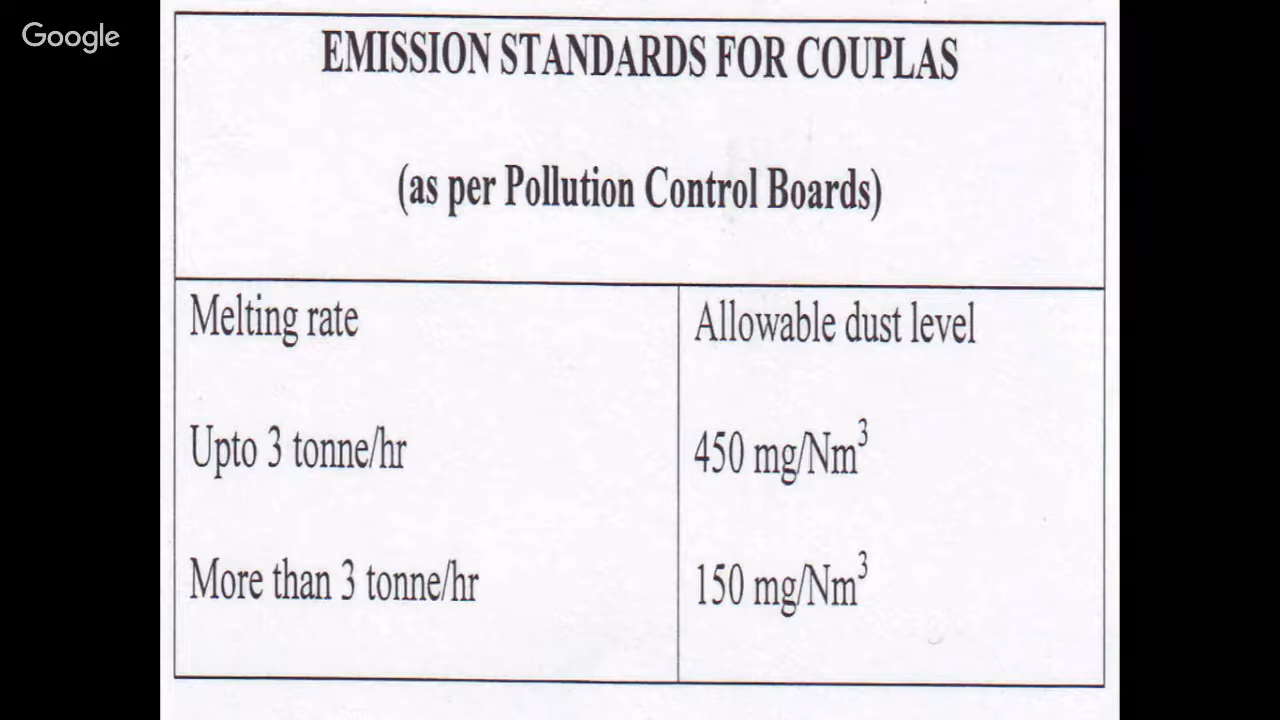 Google
EMISSION STANDARDS FOR COUPLAS
(as per Pollution Control Boards)
Melting rate
Allowable dust level
Upto 3 tonne/hr
450 mg/Nm³
More than 3 tonne/hr
150 mg/Nm³